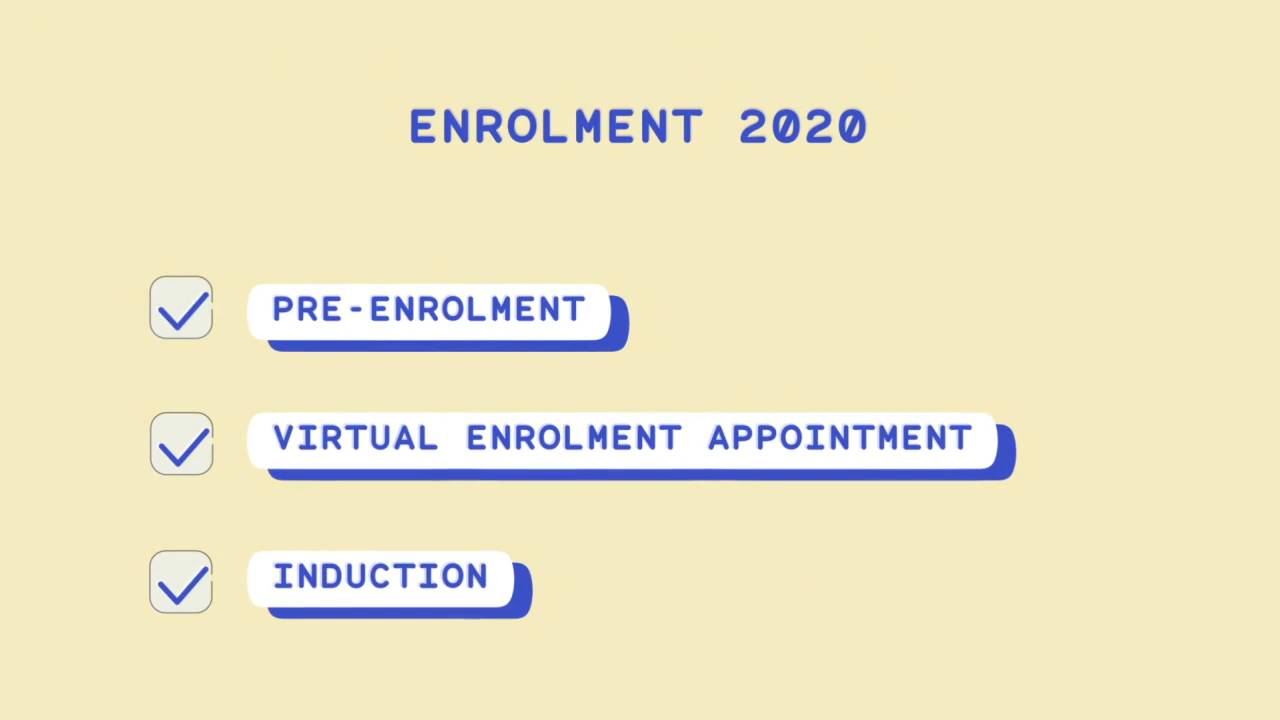 ENROLMENT 2020
PRE-ENROLMENT
VIRTUAL ENROLMENT APPOINTMENT
INDUCTION